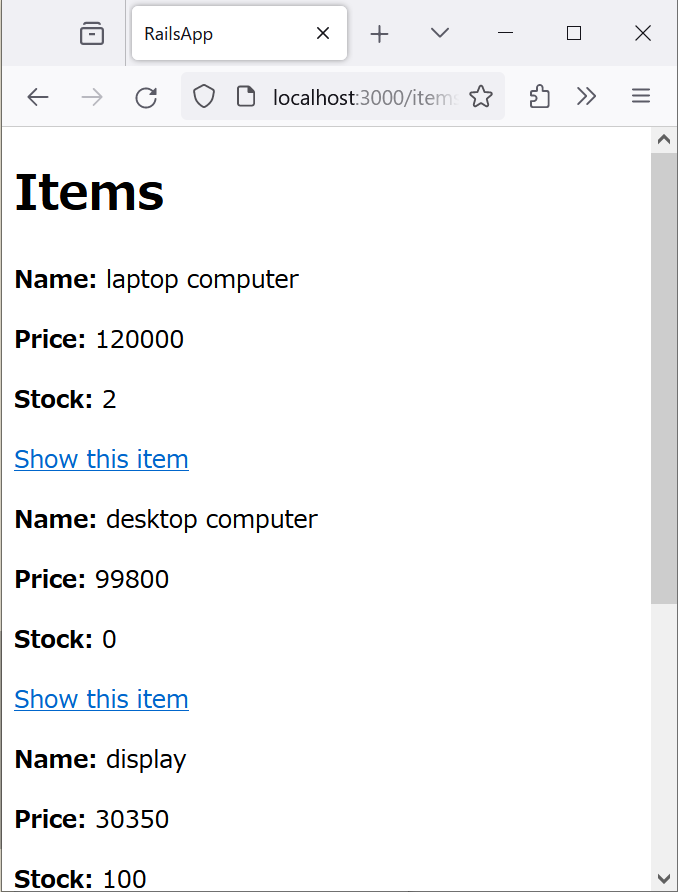 RailsApp
localhost:3000/items
Items
Name: laptop computer
Price: 120000
Stock: 2
Show this item
Name: desktop computer
Price: 99800
Stock: 0
Show this item
Name: display
Price: 30350
Stock: 100